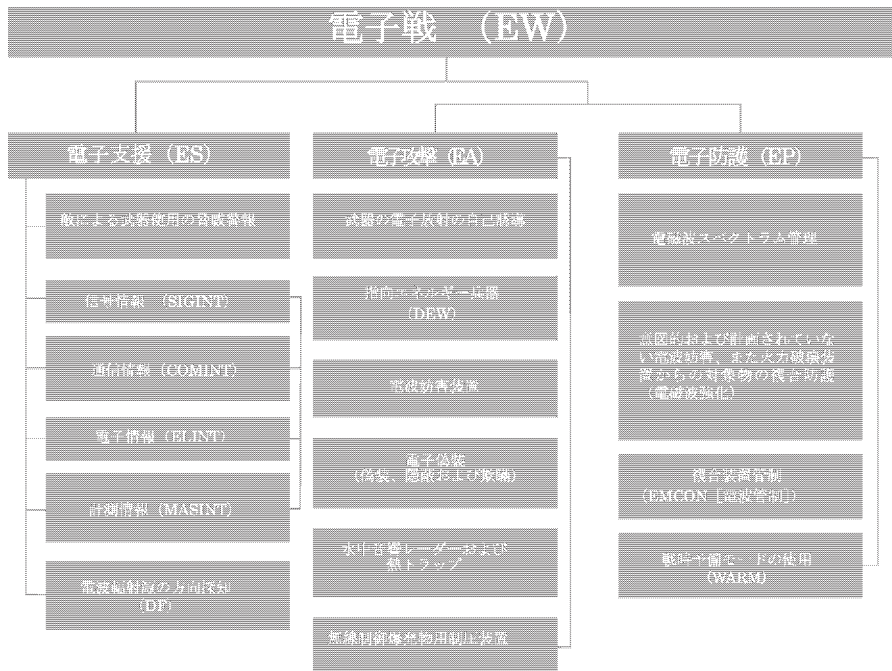 電子戦 （EW）
電子支援（ES）
敵による武器使用の脅威警報
信号情報 （SIGINT）
通信情報（COMINT）
電子情報（ELINT）
計測情報（MASINT）
電波輻射源の方向探知
（DF）
電子攻撃（EA）
武器の電子放射の自己誘導
指向エネルギー兵器
（DEW）
電波妨害装置
電子偽装
（偽装、隠蔽および欺瞞）
水中音響レーダーおよび
熱トラップ
無線制御爆発物用制圧装置
電子防護（EP）
電磁波スペクトラム管理
意図的および計画されていな
い電波妨害、また火力破壊装
置からの対象物の複合防護
（電磁波強化）
複合装置管制
（EMCON［電波管制］）
戦時予備モードの使用
（WARM）